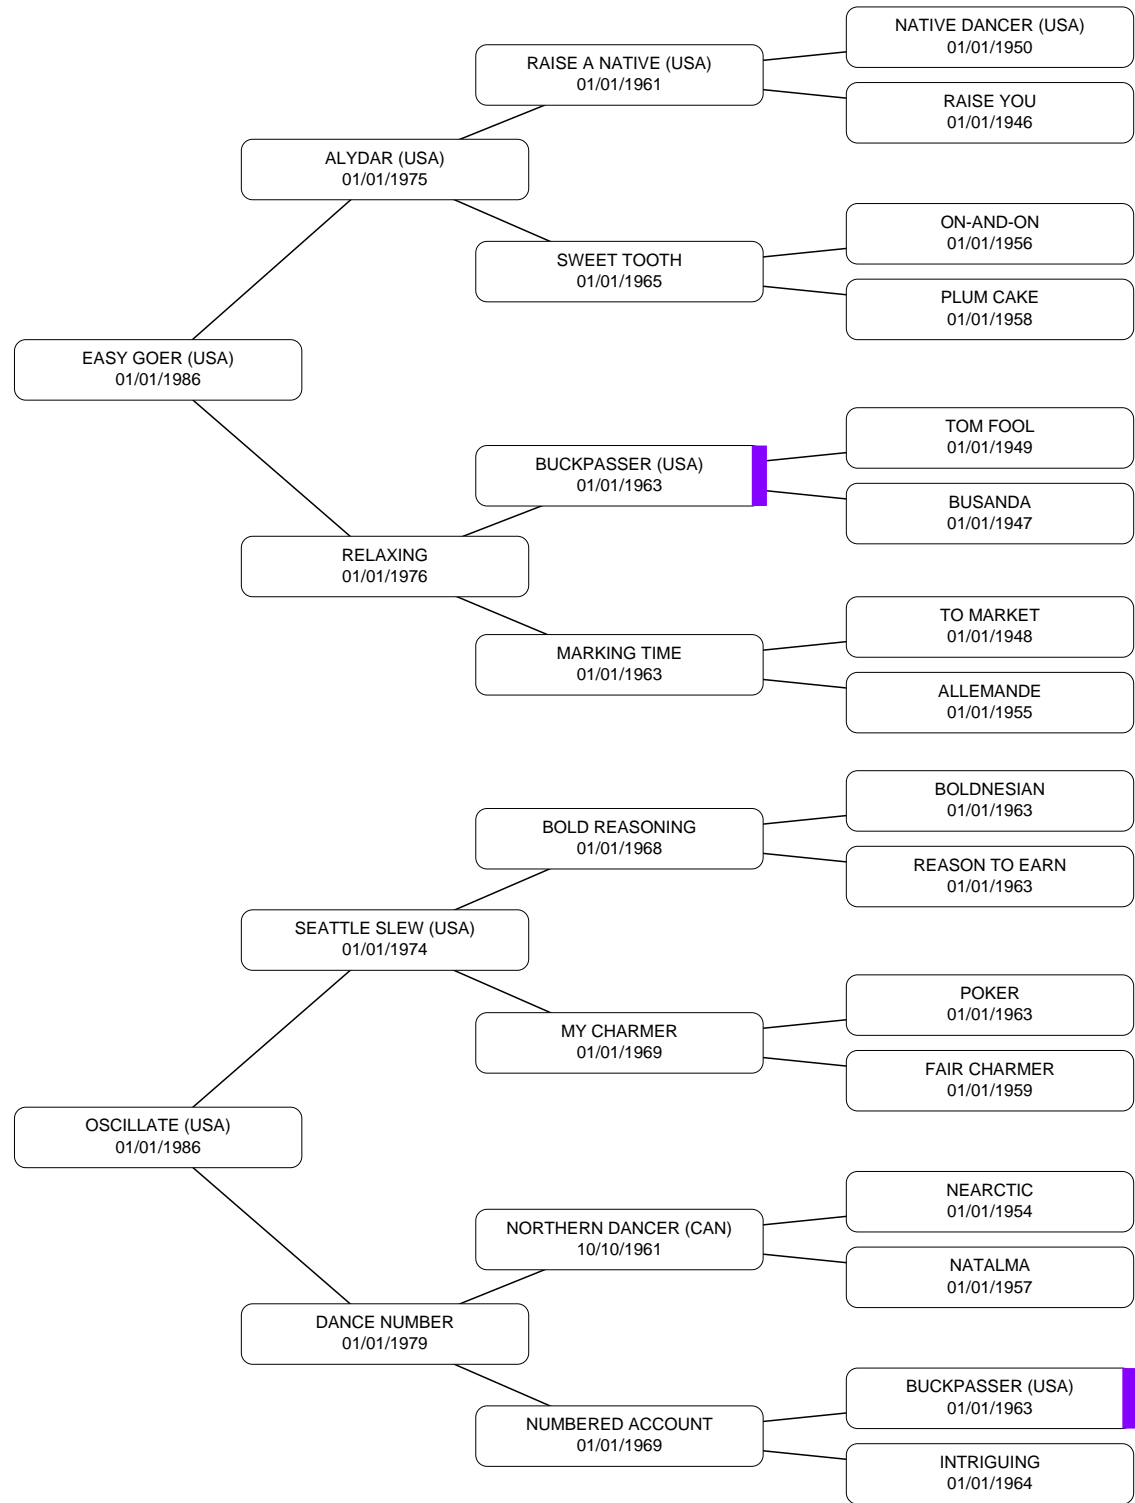 NATIVE DANCER (USA)
01/01/1950
RAISE A NATIVE (USA)
01/01/1961
RAISE YOU
01/01/1946
ALYDAR (USA)
01/01/1975
ON-AND-ON
01/01/1956
SWEET TOOTH
01/01/1965
PLUM CAKE
01/01/1958
EASY GOER (USA)
01/01/1986
TOM FOOL
01/01/1949
BUCKPASSER (USA)
01/01/1963
BUSANDA
01/01/1947
RELAXING
01/01/1976
TO MARKET
01/01/1948
MARKING TIME
01/01/1963
ALLEMANDE
01/01/1955
BOLDNESIAN
01/01/1963
BOLD REASONING
01/01/1968
REASON TO EARN
01/01/1963
SEATTLE SLEW (USA)
01/01/1974
POKER
01/01/1963
MY CHARMER
01/01/1969
FAIR CHARMER
01/01/1959
OSCILLATE (USA)
01/01/1986
NEARCTIC
01/01/1954
NORTHERN DANCER (CAN)
10/10/1961
NATALMA
01/01/1957
DANCE NUMBER
01/01/1979
BUCKPASSER (USA)
01/01/1963
NUMBERED ACCOUNT
01/01/1969
INTRIGUING
01/01/1964